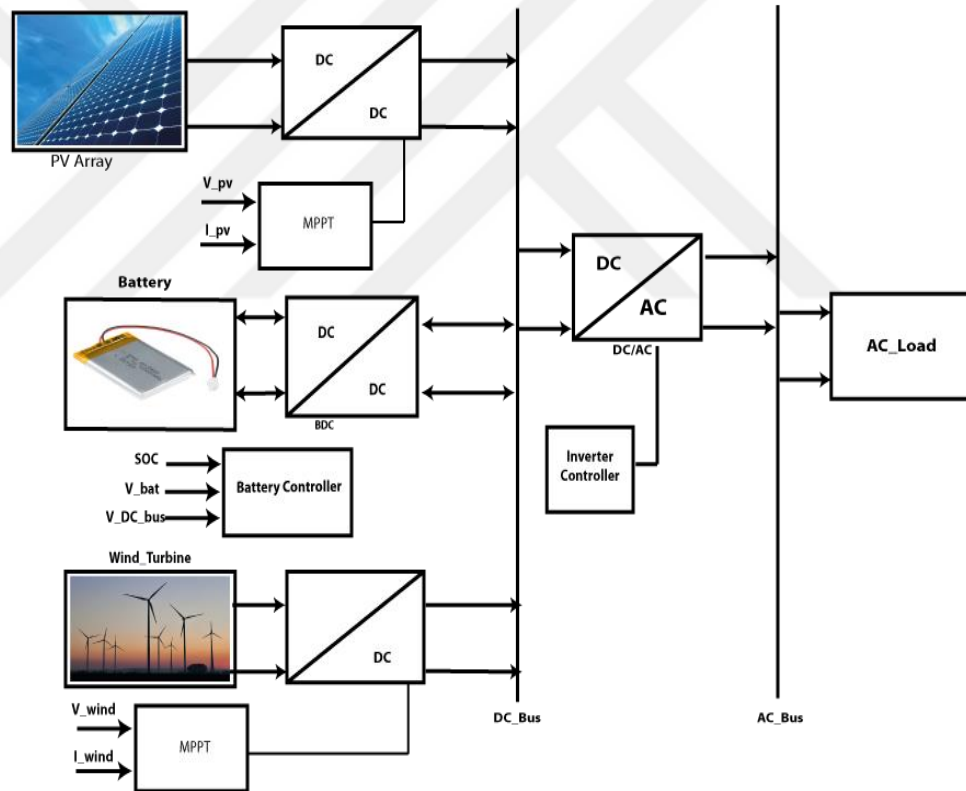 DC
DC
PV Array
V_pv
I_pv
MPPT
Battery
DC
DC
BDC
DC
AC
DC/AC
AC_Load
SOC
V_bat
V_DC_bus
Battery Controller
Inverter
Controller
Wind_Turbine
DC
V_wind
I_wind
MPPT
DC_Bus
AC_Bus